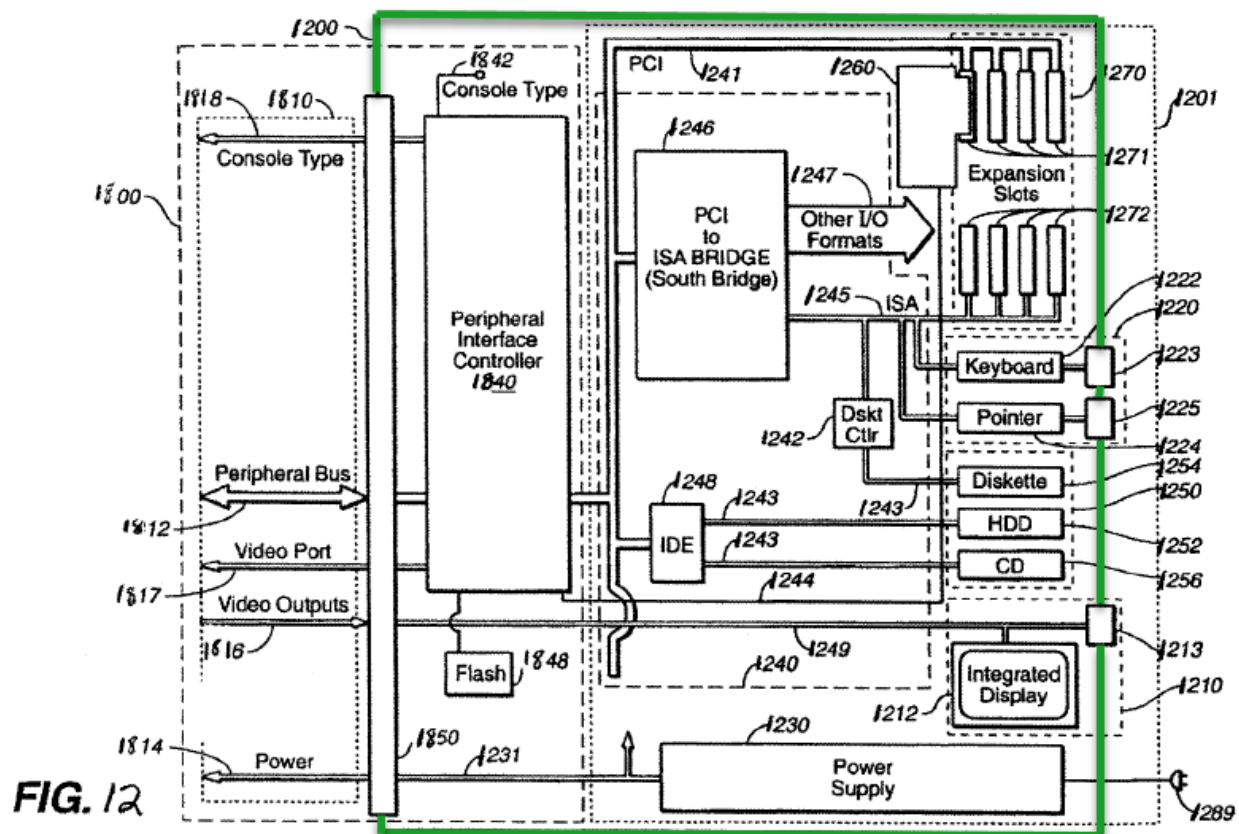 1200
1842
Console Type
1818
1810
Console Type
1800
PCI
1241
1260
1270
1201
1246
1271
Expansion
Slots
1247
PCI
to
ISA BRIDGE
(South Bridge)
Other I/O
Formats
1272
1245
ISA
1222
1220
Peripheral
Interface
Controller
1840
Keyboard
1223
Dskt
Ctlr
1242
Pointer
1225
1224
Peripheral Bus
1812
1248
1243
Diskette
1254
1243
1250
IDE
HDD
1252
1243
CD
1256
Video Port
1817
1244
Video Outputs
1816
1249
1213
Flash
1848
1240
Integrated
Display
1212
1210
1814
Power
1850
1231
1230
Power
Supply
1289
FIG. 12